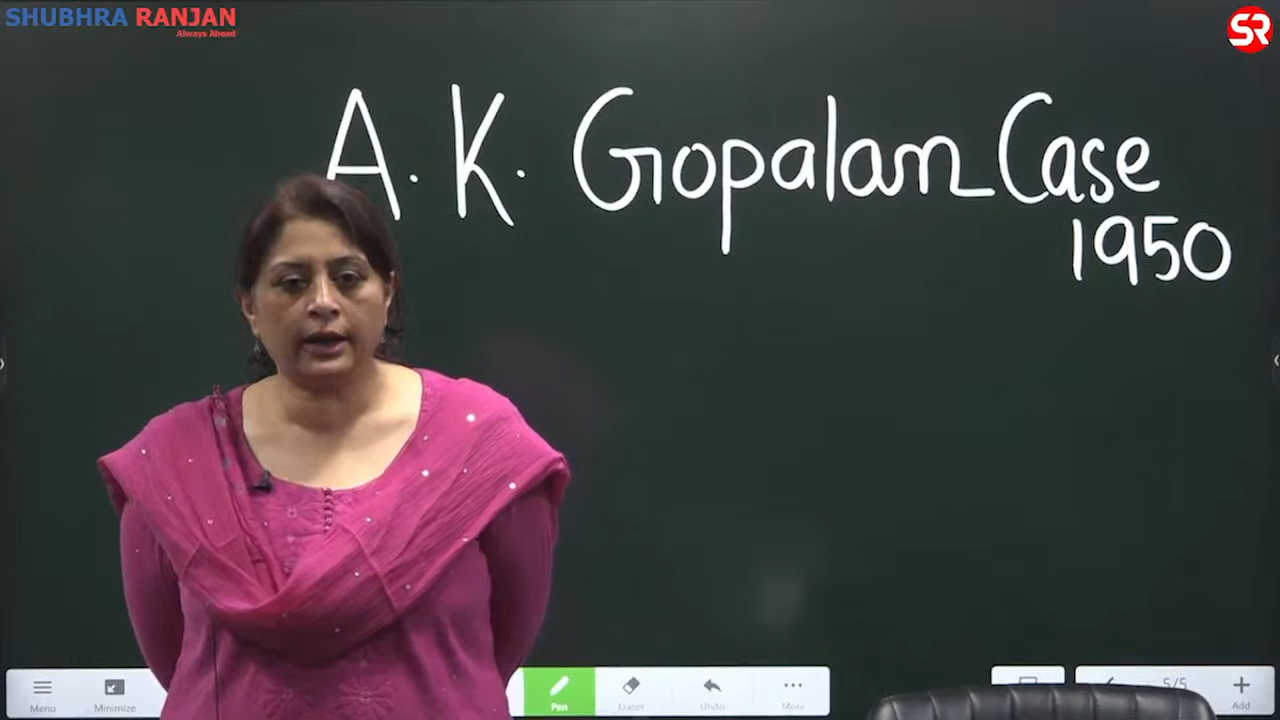 SHUBHRA RANJAN
Always Ahead
SR
A. K. Gopalan Case
1950
Menu
Minimize
Pen
Eraser
Undo
More
5/5
Add